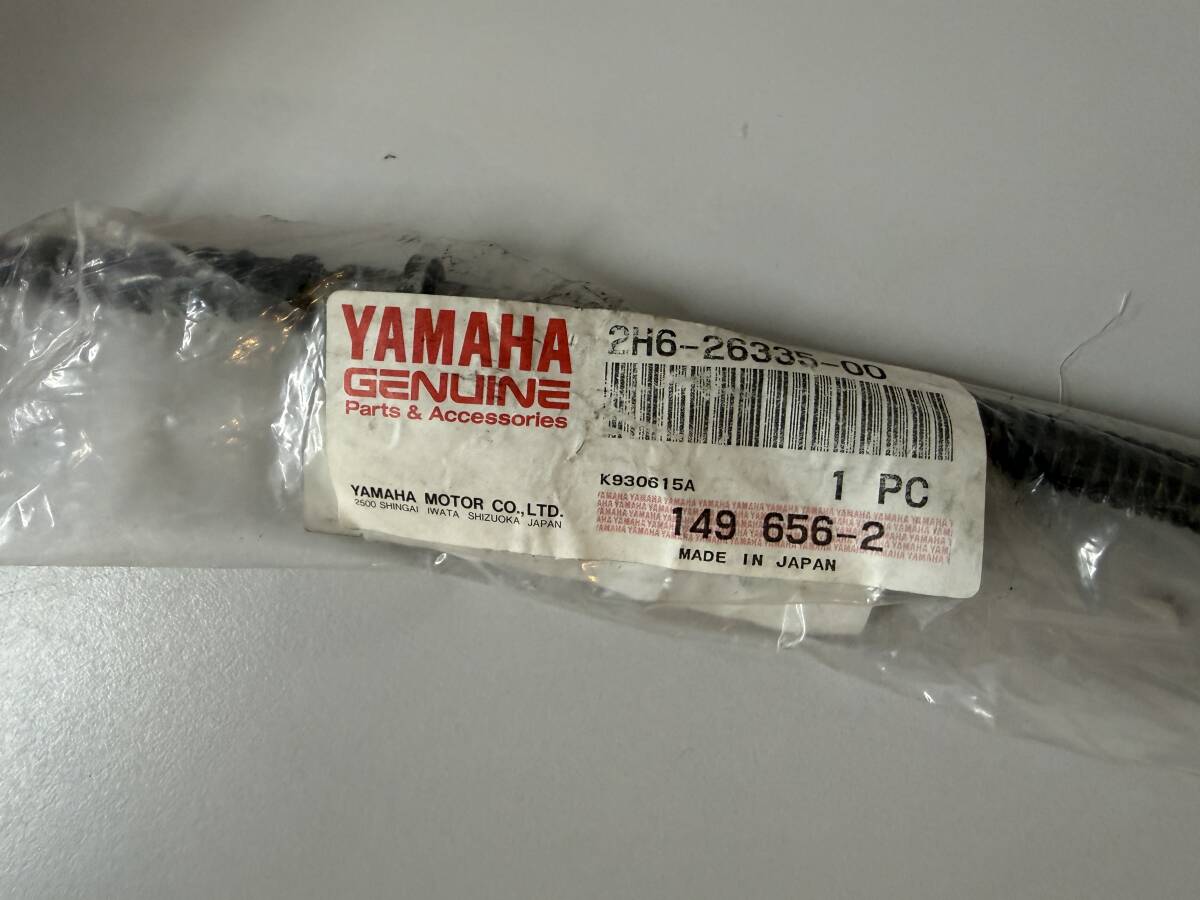 YAMAHA
GENUINE
Parts & Accessories
YAMAHA MOTOR CO.,LTD.
2500 SHINGAI IWATA SHIZUOKA JAPAN
2H6-26335-00
K930615A
1 PC
149 656-2
MADE IN JAPAN